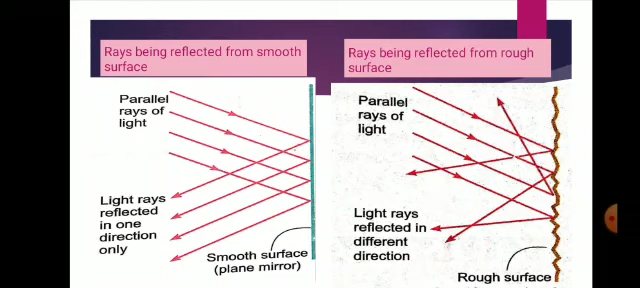 Rays being reflected from smooth
surface
Parallel
rays of
light
Light rays
reflected
in one
direction
only
Smooth surface
(plane mirror)
Rays being reflected from rough
surface
Parallel
rays of
light
Light rays
reflected in
different
direction
Rough surface